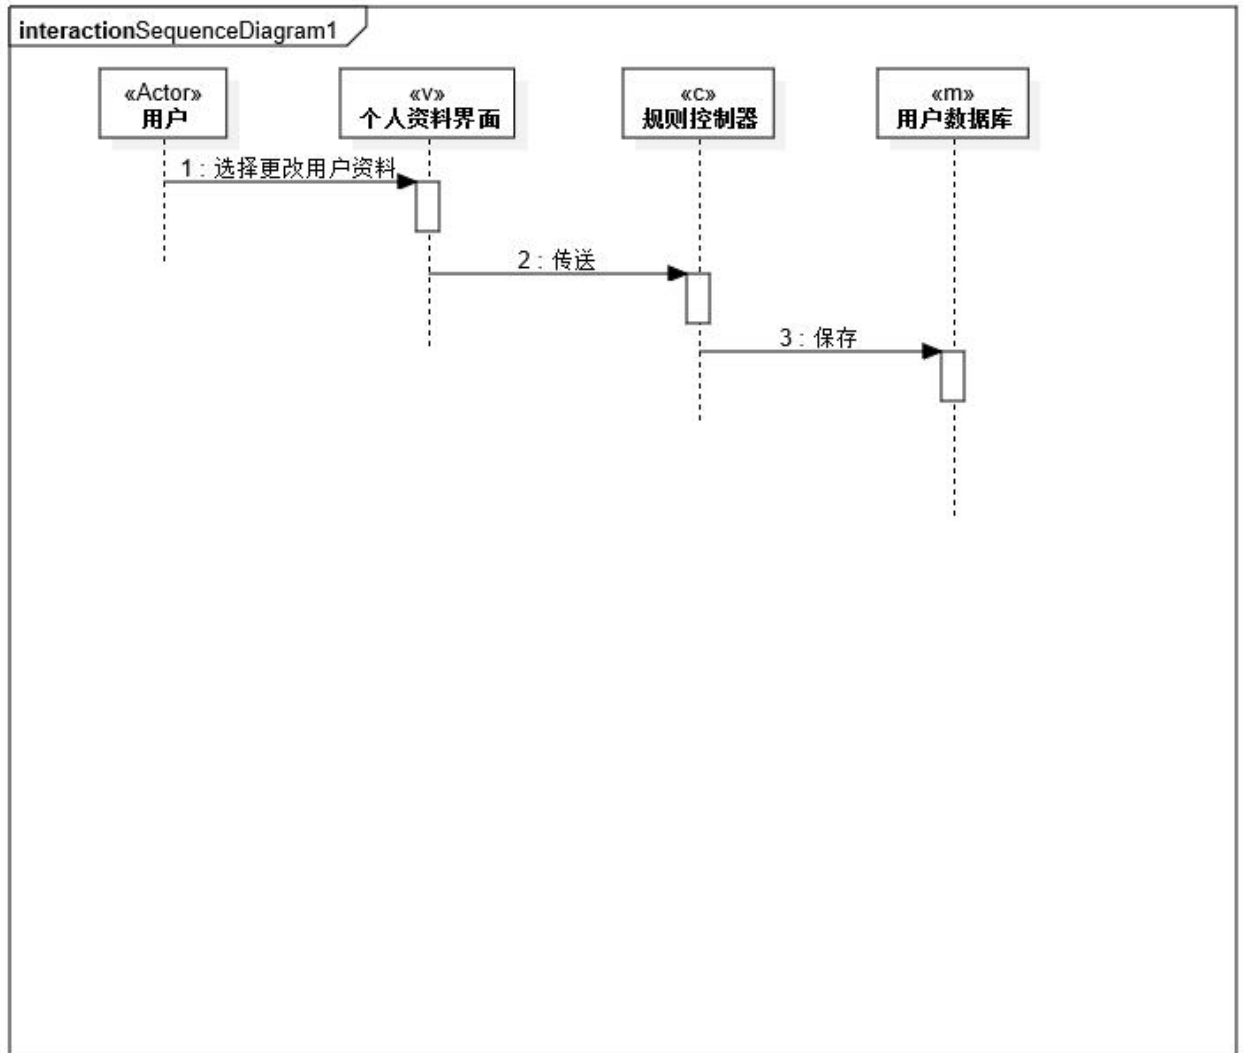 interactionSequenceDiagram1
«Actor»
用户
«v»
个人资料界面
«c»
规则控制器
«m»
用户数据库
1 : 选择更改用户资料
2 : 传送
3 : 保存